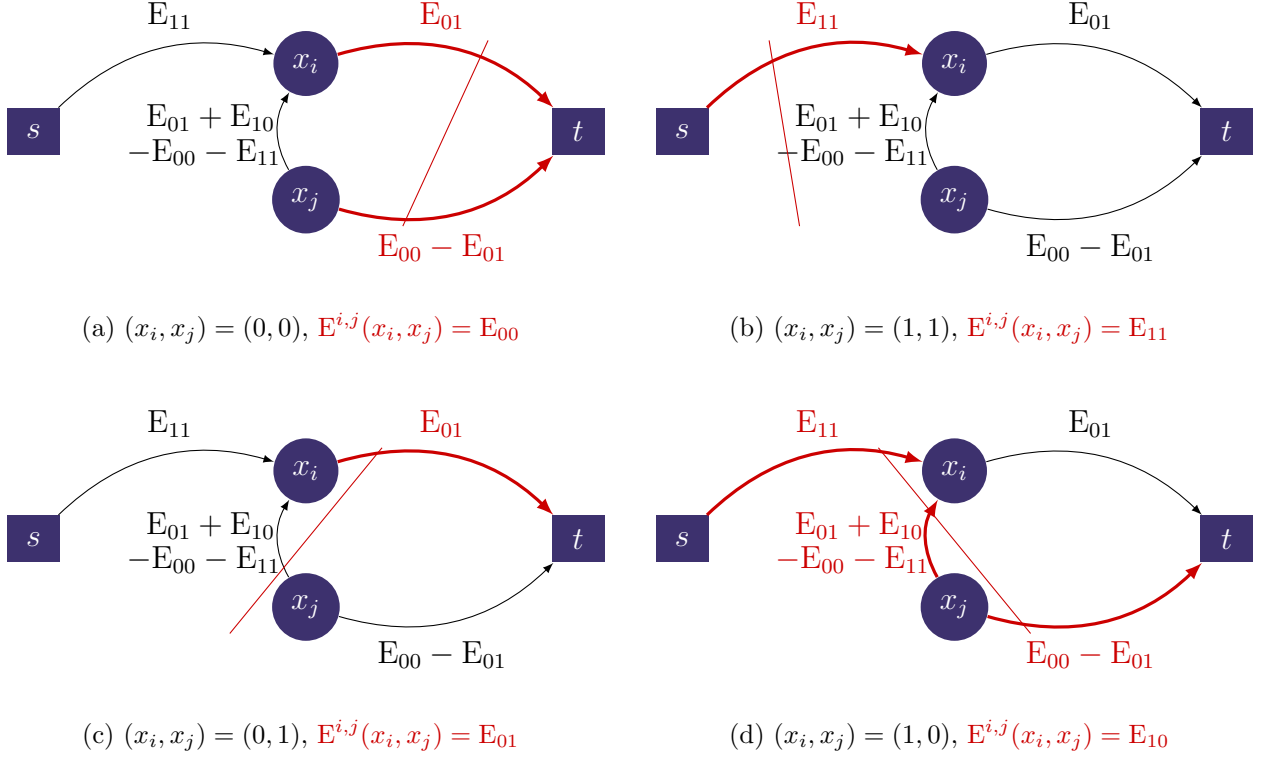 E₁₁
E₀₁
s
xᵢ
E₀₁ + E₁₀
−E₀₀ − E₁₁
xⱼ
t
E₀₀ − E₀₁
(a) (xᵢ, xⱼ) = (0, 0), Eⁱ,ʲ(xᵢ, xⱼ) = E₀₀
E₁₁
E₀₁
s
xᵢ
E₀₁ + E₁₀
−E₀₀ − E₁₁
xⱼ
t
E₀₀ − E₀₁
(b) (xᵢ, xⱼ) = (1, 1), Eⁱ,ʲ(xᵢ, xⱼ) = E₁₁
E₁₁
E₀₁
s
xᵢ
E₀₁ + E₁₀
−E₀₀ − E₁₁
xⱼ
t
E₀₀ − E₀₁
(c) (xᵢ, xⱼ) = (0, 1), Eⁱ,ʲ(xᵢ, xⱼ) = E₀₁
E₁₁
E₀₁
s
xᵢ
E₀₁ + E₁₀
−E₀₀ − E₁₁
xⱼ
t
E₀₀ − E₀₁
(d) (xᵢ, xⱼ) = (1, 0), Eⁱ,ʲ(xᵢ, xⱼ) = E₁₀